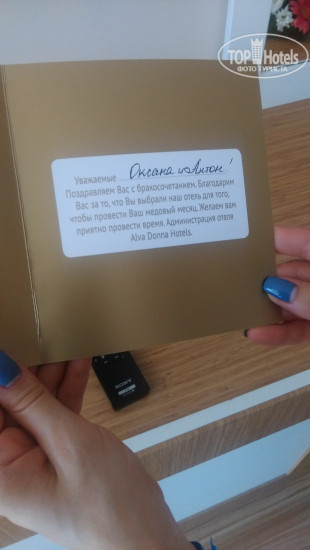 TOP Hotels
ФОТО ТУРИСТА
Уважаемые Оксана и Антон!
Поздравляем Вас с бракосочетанием. Благодарим
Вас за то, что Вы выбрали наш отель для того,
чтобы провести Ваш медовый месяц. Желаем вам
приятно провести время. Администрация отеля
Alva Donna Hotels.
SONY